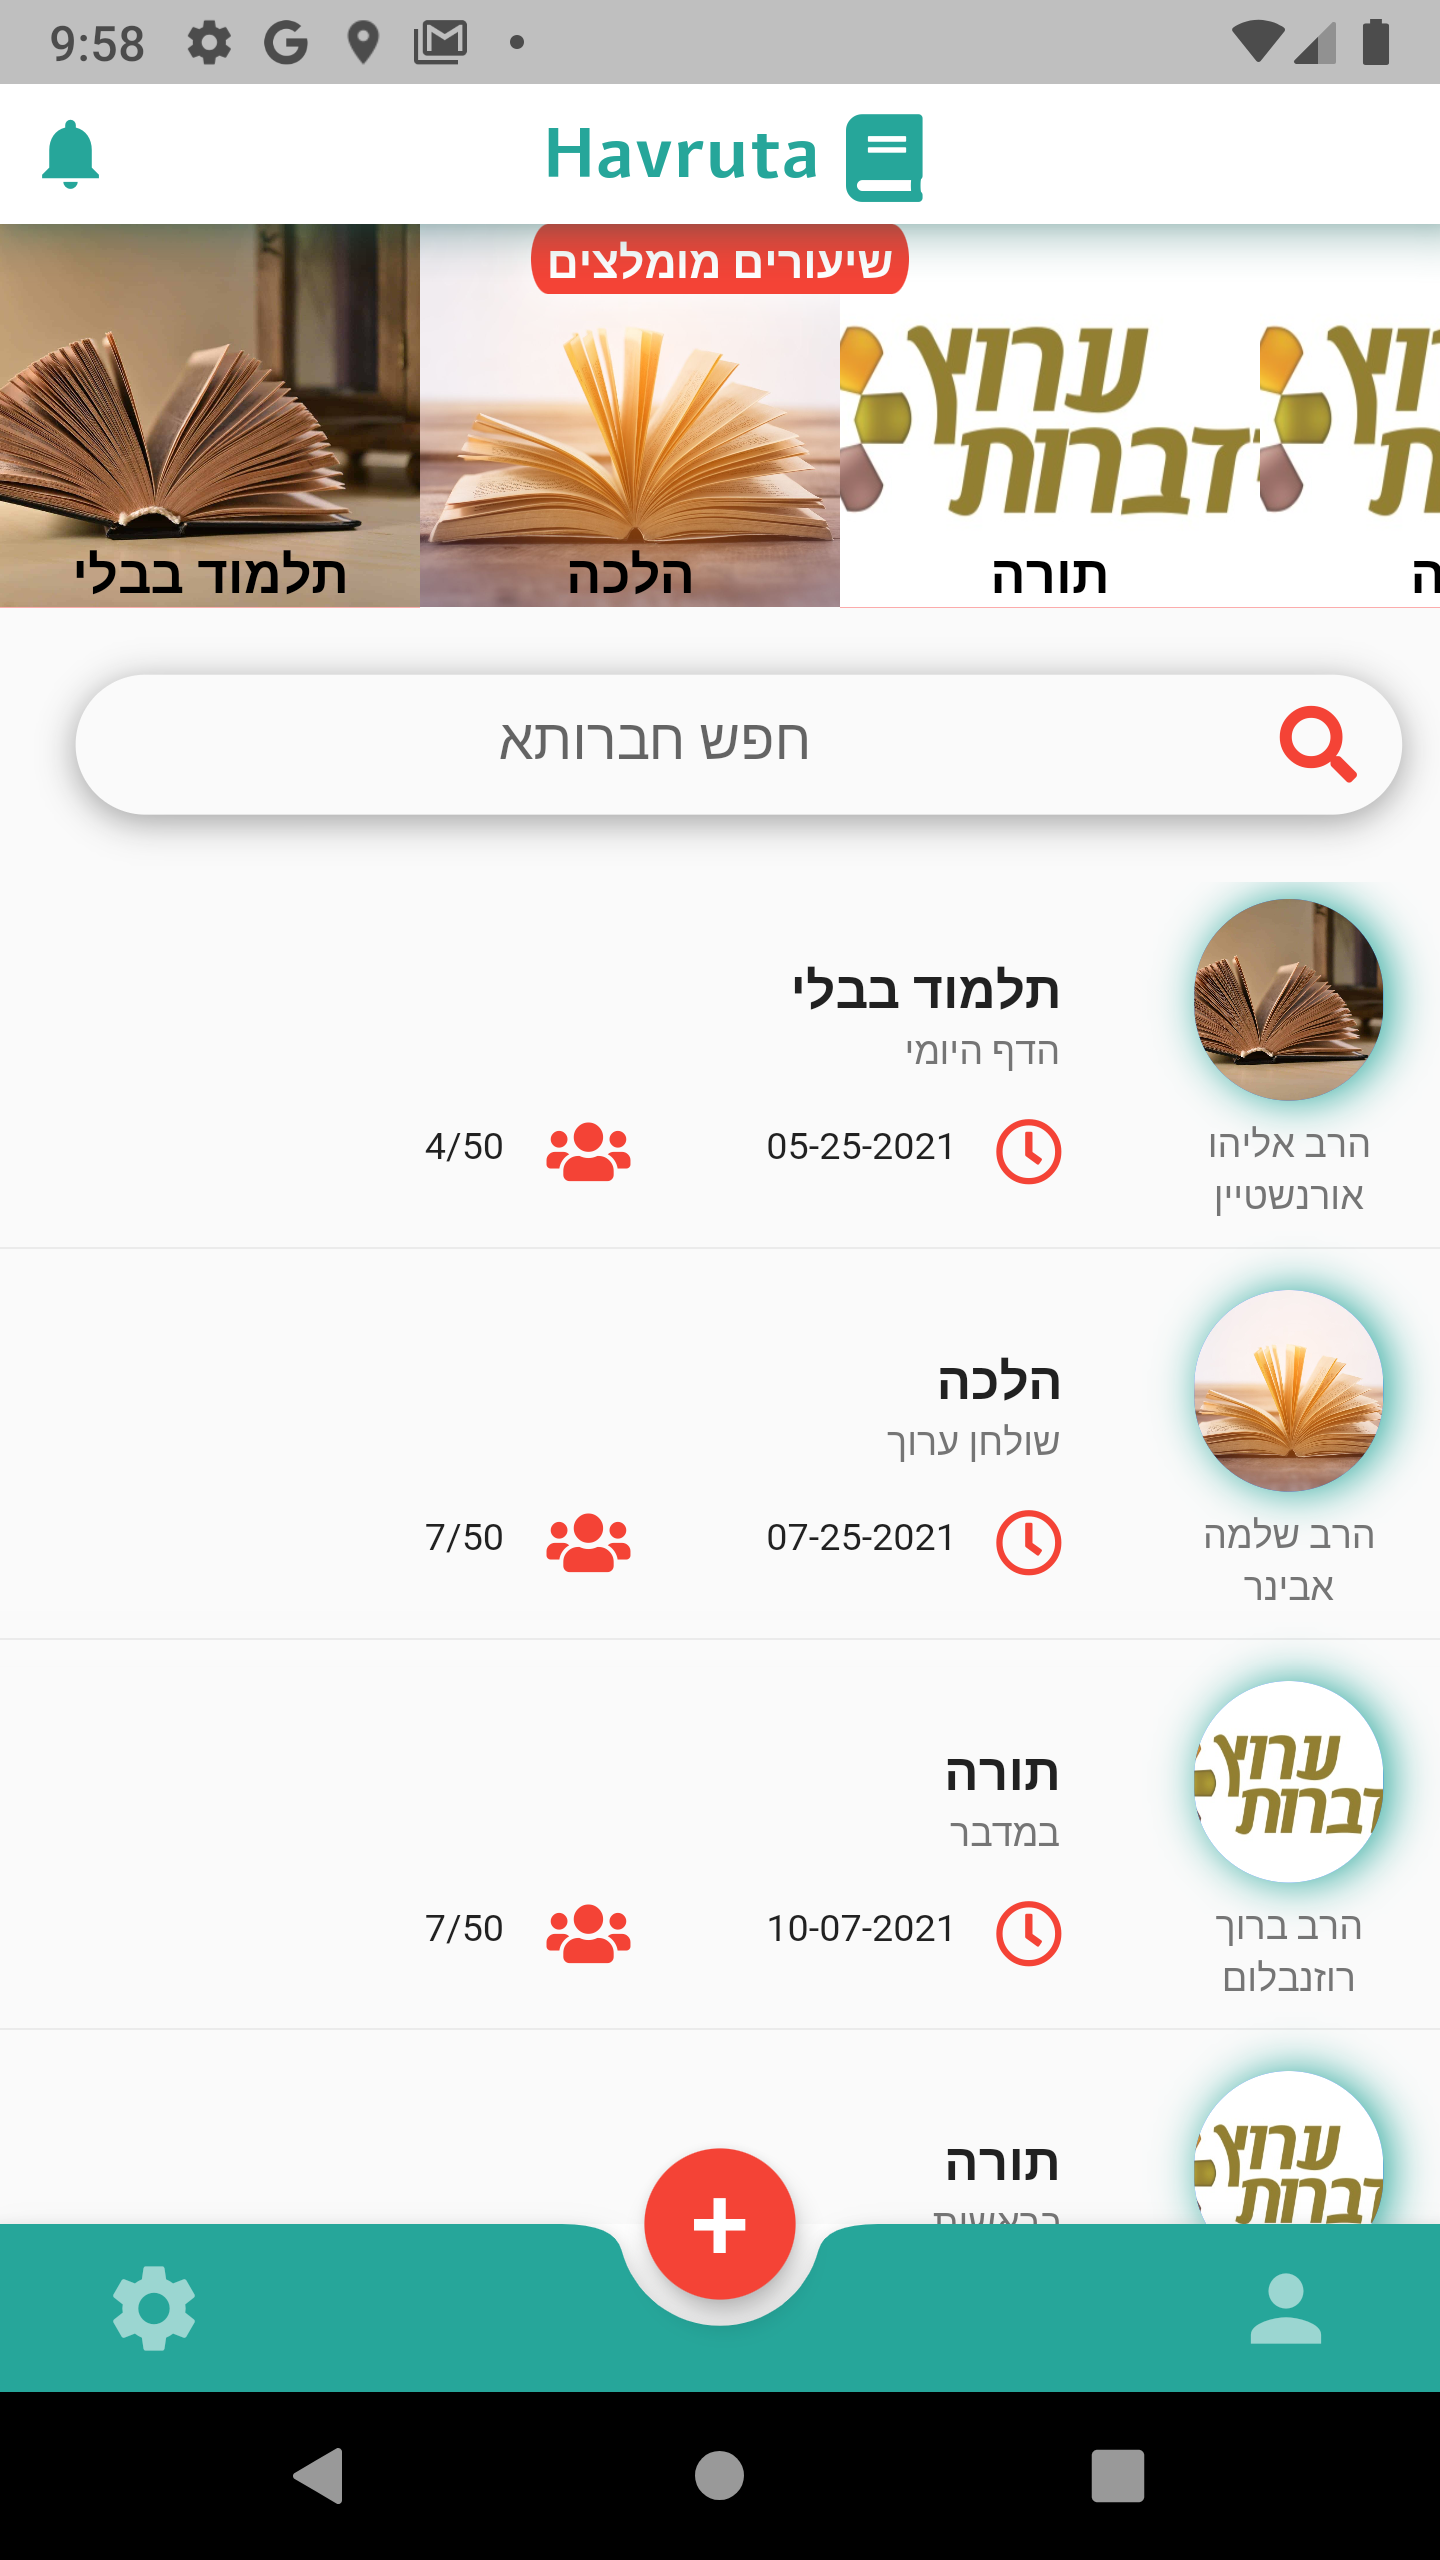 9:58
Havruta
שיעורים מומלצים
ערוץ
דברות
תלמוד בבלי
הלכה
תורה
חפש חברותא
תלמוד בבלי
הדף היומי
05-25-2021
4/50
הרב אליהו
אורנשטיין
הלכה
שולחן ערוך
07-25-2021
7/50
הרב שלמה
אבינר
ערוץ
דברות
תורה
במדבר
10-07-2021
7/50
הרב ברוך
רוזנבלום
ערוץ
דברות
תורה
בראשית